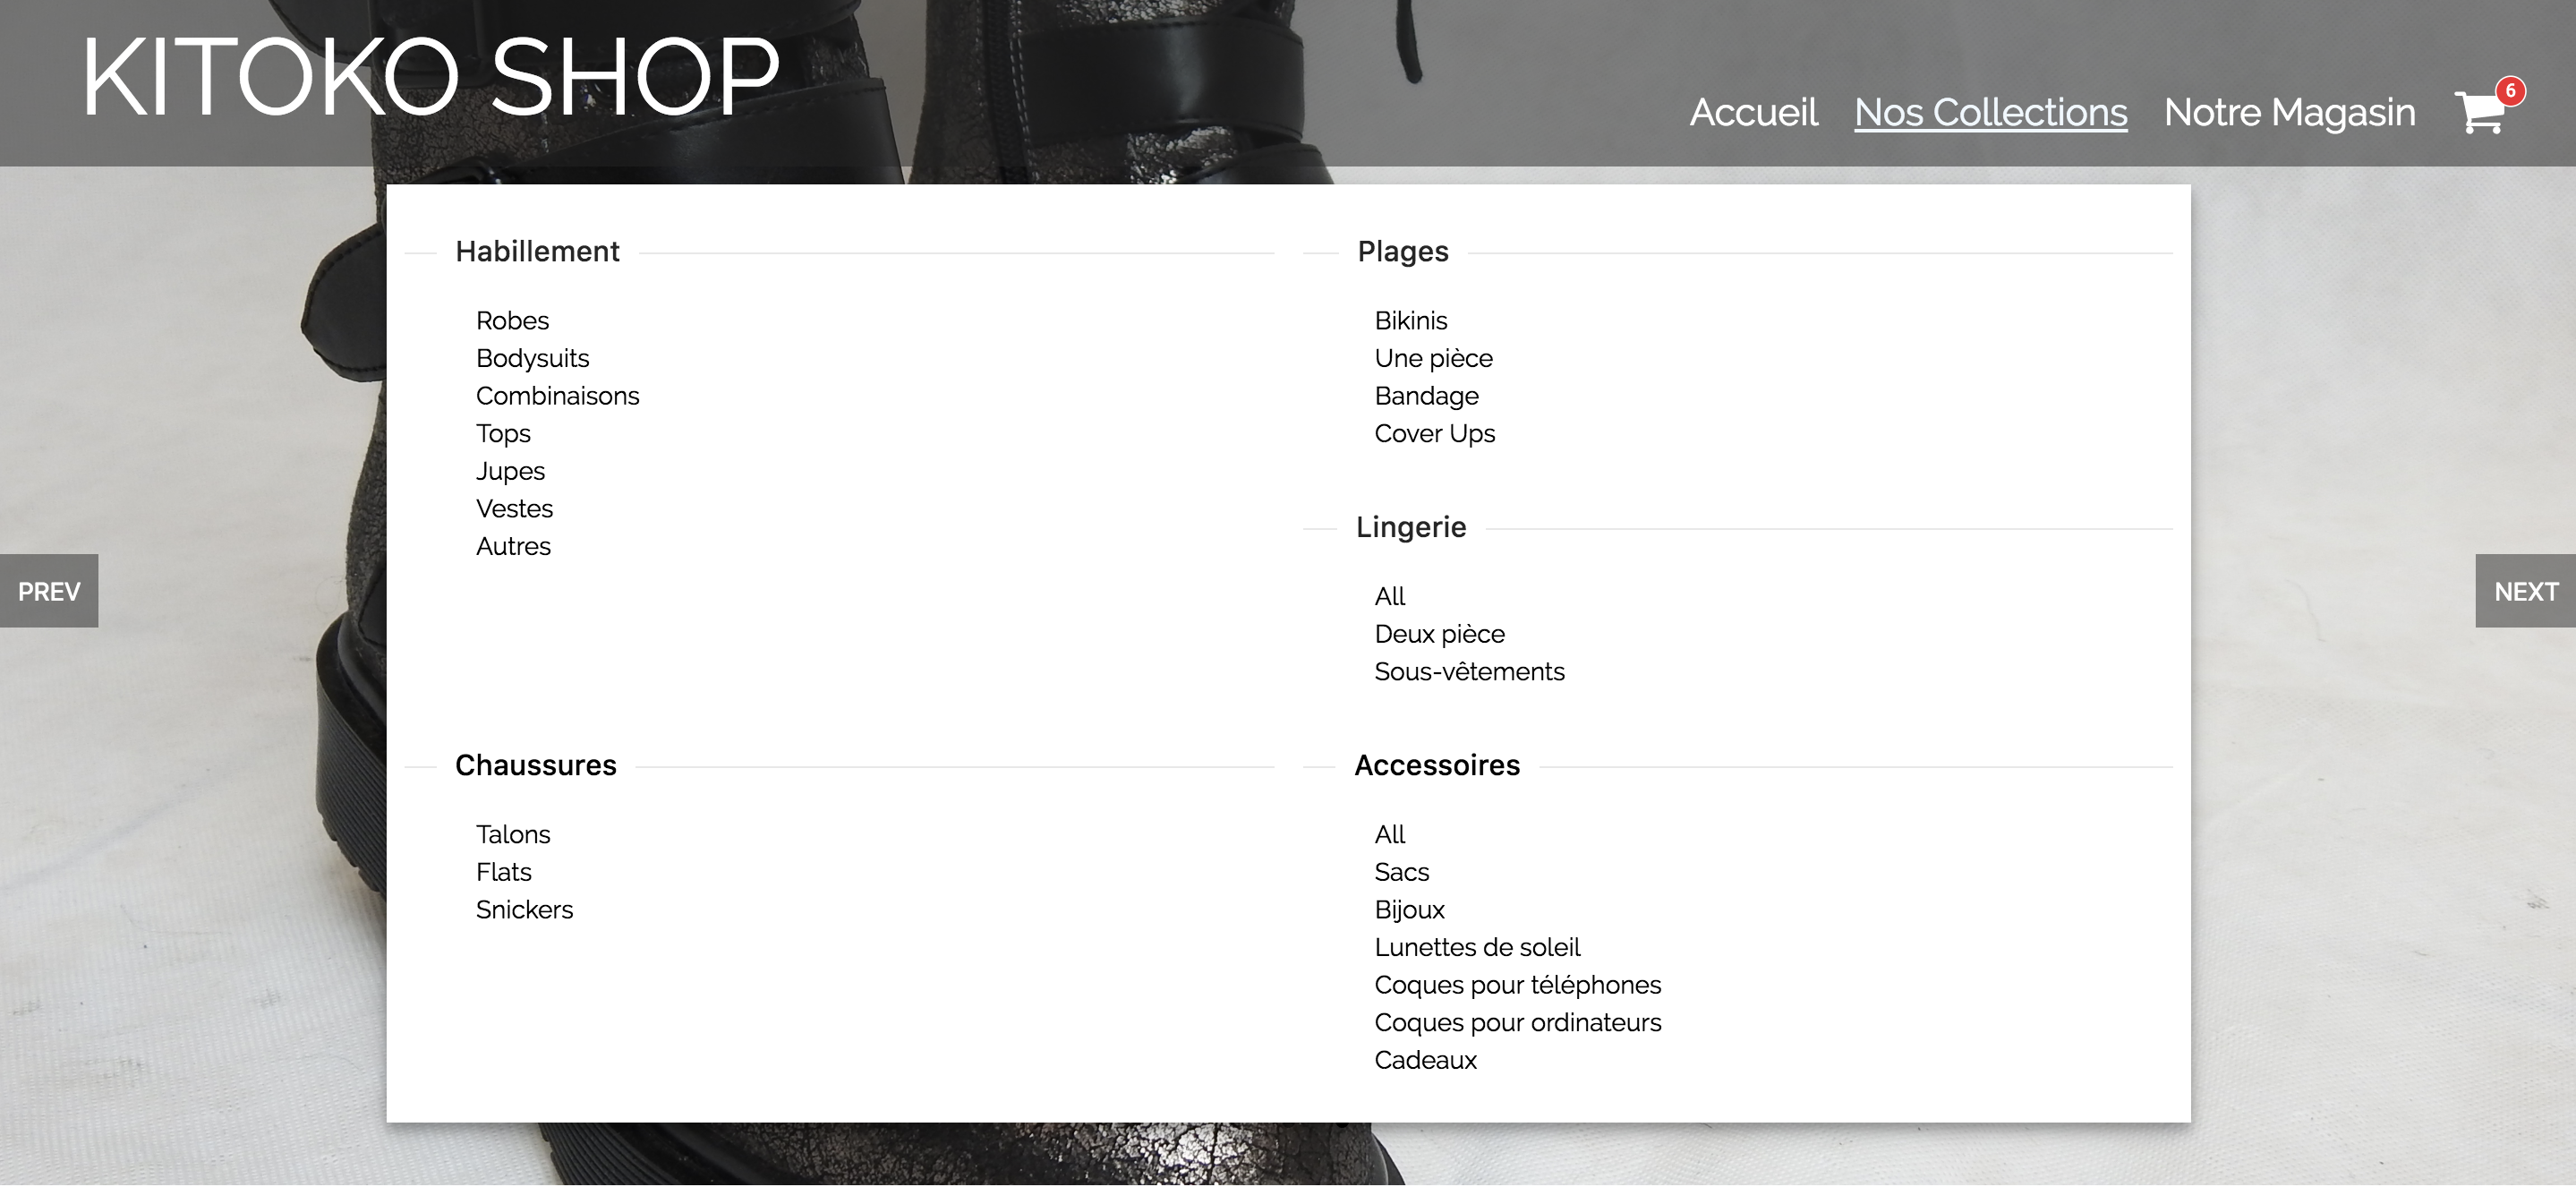 KITOKO SHOP
Accueil Nos Collections Notre Magasin 6
Habillement
Robes
Bodysuits
Combinaisons
Tops
Jupes
Vestes
Autres
Plages
Bikinis
Une pièce
Bandage
Cover Ups
Lingerie
All
Deux pièce
Sous-vêtements
PREV
NEXT
Chaussures
Talons
Flats
Snickers
Accessoires
All
Sacs
Bijoux
Lunettes de soleil
Coques pour téléphones
Coques pour ordinateurs
Cadeaux